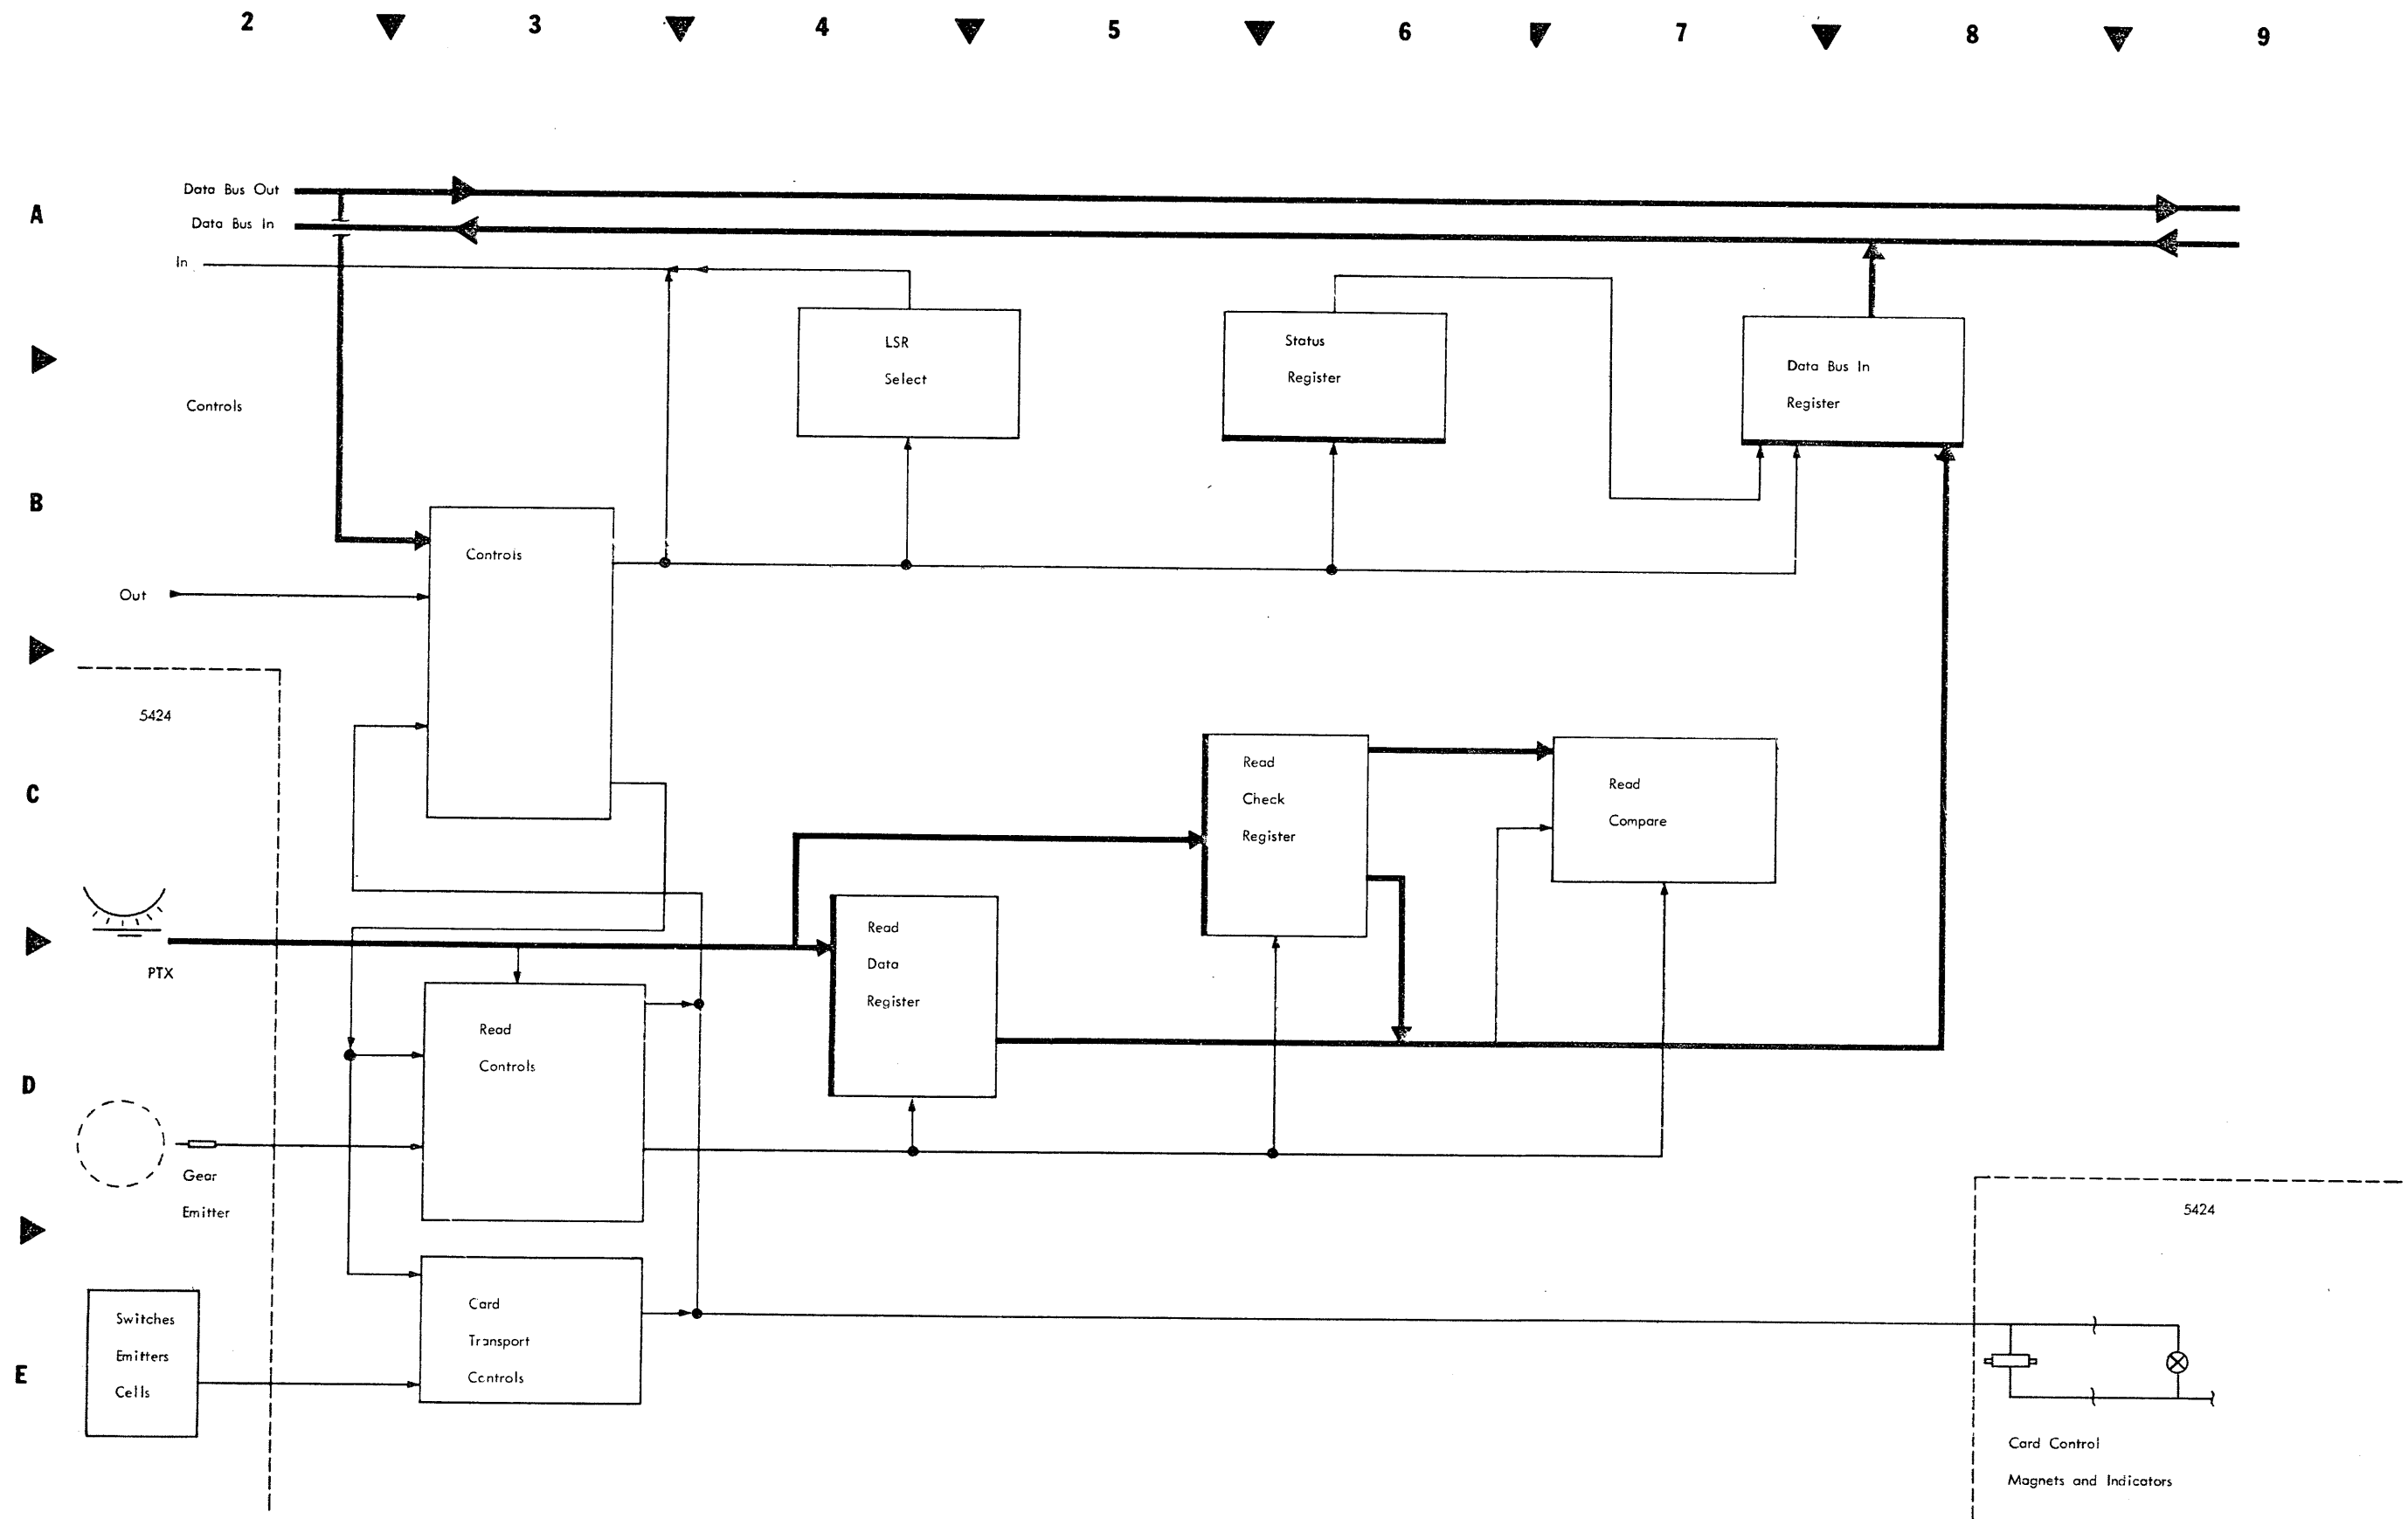 2 3 4 5 6 7 8 9
A
Data Bus Out
Data Bus In
In
LSR
Select
Status
Register
Data Bus In
Register
Controls
B
Controls
Out
5424
C
Read
Check
Register
Read
Compare
PTX
Read
Data
Register
Read
Controls
D
Gear
Emitter
5424
Switches
Emitters
Cells
E
Card
Transport
Controls
Card Control
Magnets and Indicators